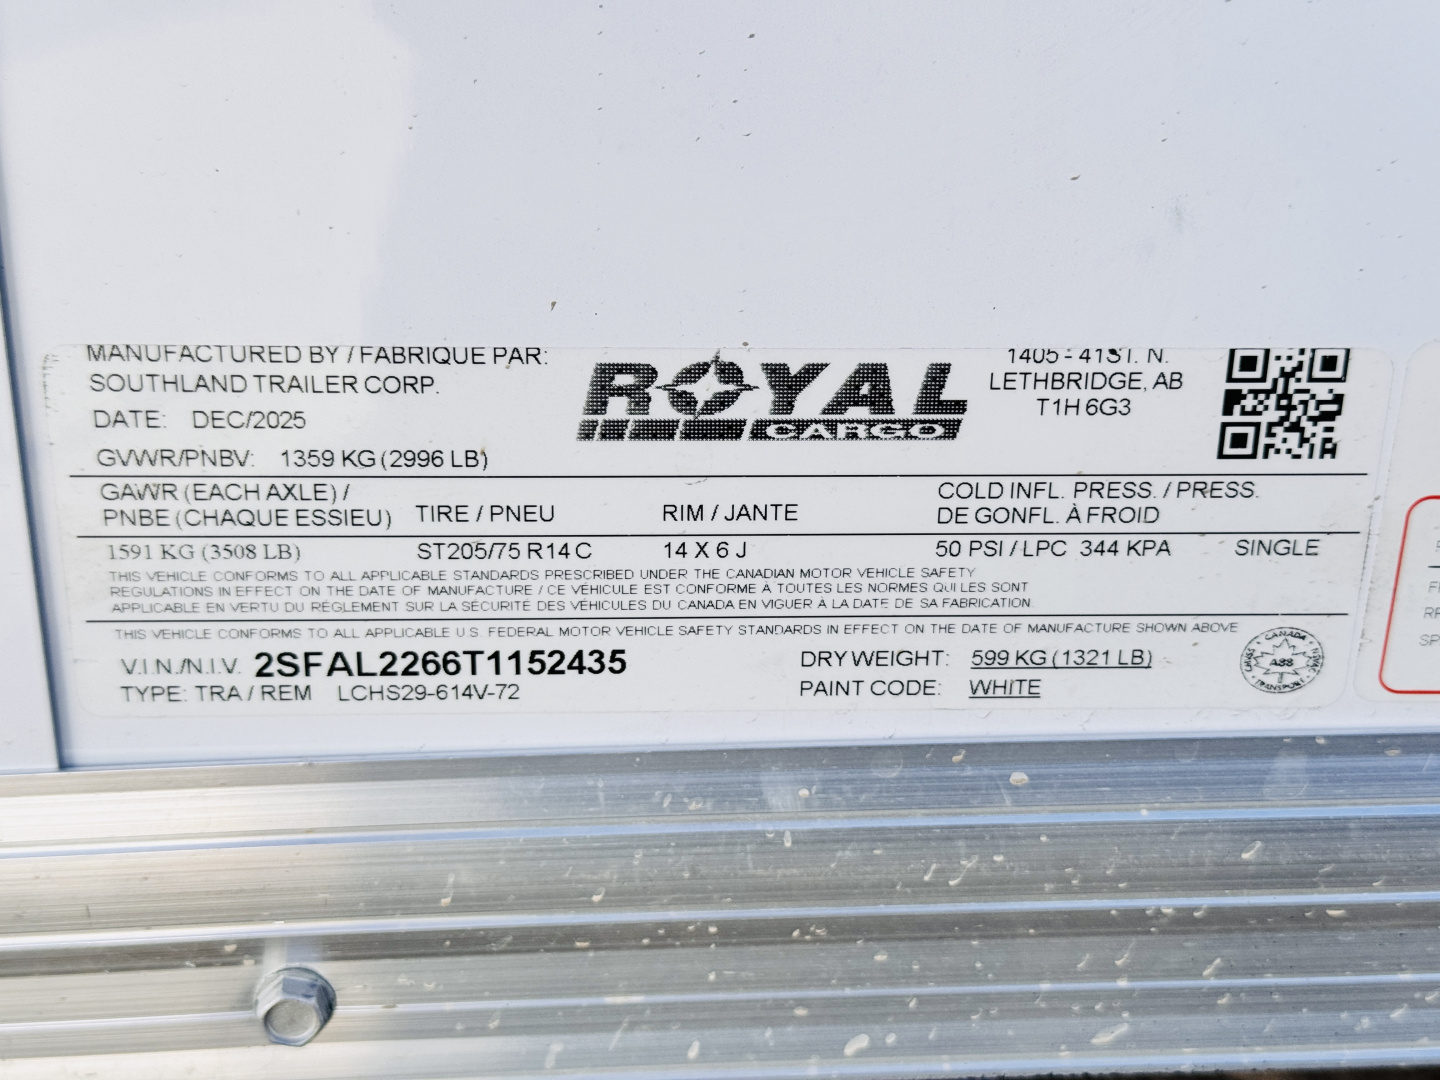 MANUFACTURED BY / FABRIQUE PAR:
SOUTHLAND TRAILER CORP.
DATE: DEC/2025
GVWR/PNBV: 1359 KG (2996 LB)
ROYAL
CARGO
1405 - 41 ST. N.
LETHBRIDGE, AB
T1H 6G3
GAWR (EACH AXLE) /
PNBE (CHAQUE ESSIEU)
TIRE / PNEU
RIM / JANTE
COLD INFL. PRESS. / PRESS.
DE GONFL. À FROID
1591 KG (3508 LB) ST205/75 R14 C 14 X 6 J 50 PSI / LPC 344 KPA SINGLE
THIS VEHICLE CONFORMS TO ALL APPLICABLE STANDARDS PRESCRIBED UNDER THE CANADIAN MOTOR VEHICLE SAFETY
REGULATIONS IN EFFECT ON THE DATE OF MANUFACTURE / CE VÉHICULE EST CONFORME À TOUTES LES NORMES QUI LES SONT
APPLICABLE EN VERTU DU RÉGLEMENT SUR LA SÉCURITÉ DES VÉHICULES DU CANADA EN VIGUER À LA DATE DE SA FABRICATION.
THIS VEHICLE CONFORMS TO ALL APPLICABLE U.S. FEDERAL MOTOR VEHICLE SAFETY STANDARDS IN EFFECT ON THE DATE OF MANUFACTURE SHOWN ABOVE
V.I.N./N.I.V. 2SFAL2266T1152435
TYPE: TRA / REM LCHS29-614V-72
DRY WEIGHT: 599 KG (1321 LB)
PAINT CODE: WHITE
CANADA
A88
TRANSPORT